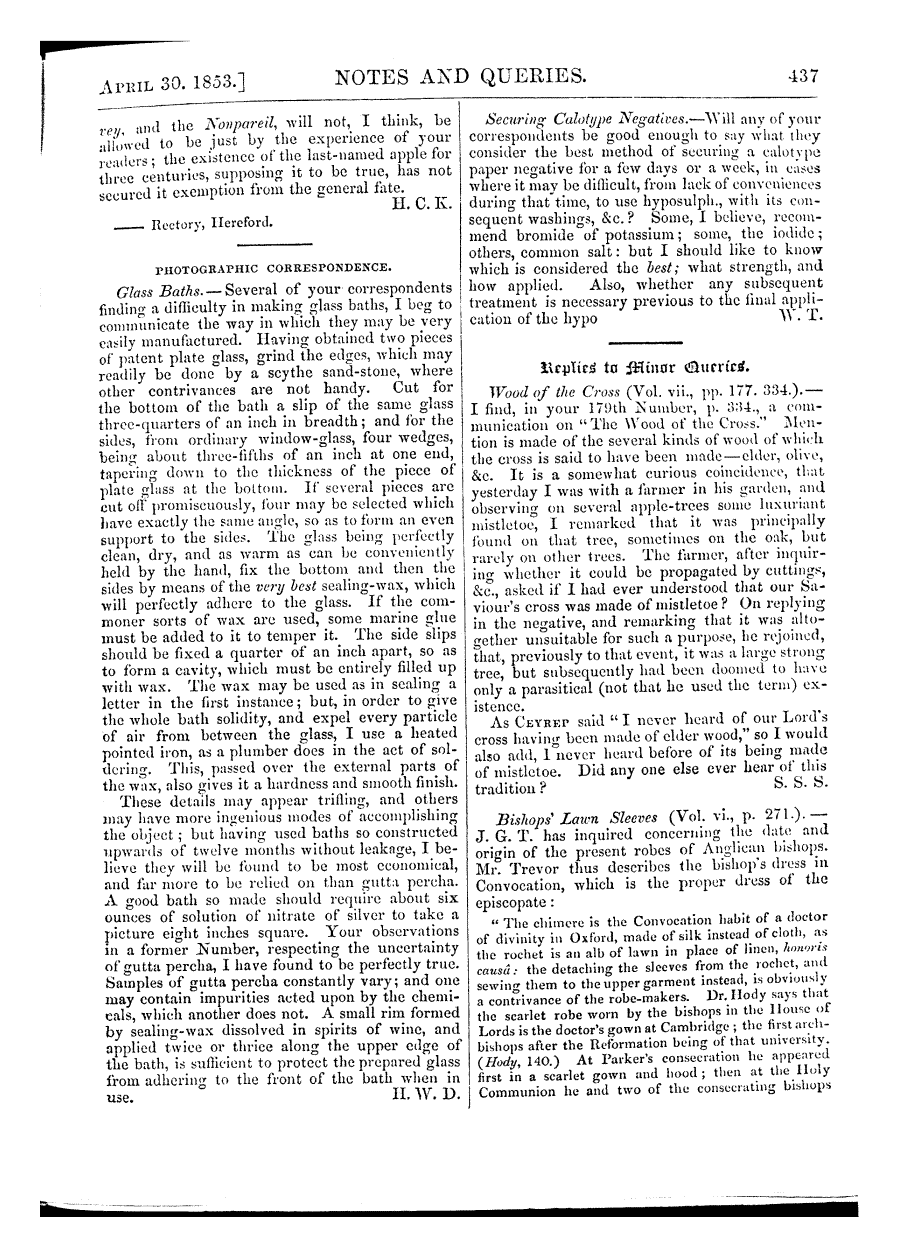 APRIL 30. 1853.]
NOTES AND QUERIES.
437
rey, and the Nonpareil, will not, I think, be
allowed to be just by the experience of your
readers; the existence of the last-named apple for
three centuries, supposing it to be true, has not
secured it exemption from the general fate.
H. C. K.
—— Rectory, Hereford.
PHOTOGRAPHIC CORRESPONDENCE.
Glass Baths.—Several of your correspondents
finding a difficulty in making glass baths, I beg to
communicate the way in which they may be very
easily manufactured. Having obtained two pieces
of patent plate glass, grind the edges, which may
readily be done by a scythe sand-stone, where
other contrivances are not handy. Cut for
the bottom of the bath a slip of the same glass
three-quarters of an inch in breadth; and for the
sides, from ordinary window-glass, four wedges,
being about three-fifths of an inch at one end,
tapering down to the thickness of the piece of
plate glass at the bottom. If several pieces are
cut off promiscuously, four may be selected which
have exactly the same angle, so as to form an even
support to the sides. The glass being perfectly
clean, dry, and as warm as can be conveniently
held by the hand, fix the bottom and then the
sides by means of the very best sealing-wax, which
will perfectly adhere to the glass. If the com-
moner sorts of wax are used, some marine glue
must be added to it to temper it. The side slips
should be fixed a quarter of an inch apart, so as
to form a cavity, which must be entirely filled up
with wax. The wax may be used as in sealing a
letter in the first instance; but, in order to give
the whole bath solidity, and expel every particle
of air from between the glass, I use a heated
pointed iron, as a plumber does in the act of sol-
dering. This, passed over the external parts of
the wax, also gives it a hardness and smooth finish.
These details may appear trifling, and others
may have more ingenious modes of accomplishing
the object; but having used baths so constructed
upwards of twelve months without leakage, I be-
lieve they will be found to be most economical,
and far more to be relied on than gutta percha.
A good bath so made should require about six
ounces of solution of nitrate of silver to take a
picture eight inches square. Your observations
in a former Number, respecting the uncertainty
of gutta percha, I have found to be perfectly true.
Samples of gutta percha constantly vary; and one
may contain impurities acted upon by the chemi-
cals, which another does not. A small rim formed
by sealing-wax dissolved in spirits of wine, and
applied twice or thrice along the upper edge of
the bath, is sufficient to protect the prepared glass
from adhering to the front of the bath when in
use. H. W. D.
Securing Calotype Negatives.—Will any of your
correspondents be good enough to say what they
consider the best method of securing a calotype
paper negative for a few days or a week, in cases
where it may be difficult, from lack of conveniences
during that time, to use hyposulph., with its con-
sequent washings, &c.? Some, I believe, recom-
mend bromide of potassium; some, the iodide;
others, common salt: but I should like to know
which is considered the best; what strength, and
how applied. Also, whether any subsequent
treatment is necessary previous to the final appli-
cation of the hypo W. T.
Replies to Minor Queries.
Wood of the Cross (Vol. vii., pp. 177. 334.).—
I find, in your 179th Number, p. 334., a com-
munication on "The Wood of the Cross." Men-
tion is made of the several kinds of wood of which
the cross is said to have been made—elder, olive,
&c. It is a somewhat curious coincidence, that
yesterday I was with a farmer in his garden, and
observing on several apple-trees some luxuriant
mistletoe, I remarked that it was principally
found on that tree, sometimes on the oak, but
rarely on other trees. The farmer, after inquir-
ing whether it could be propagated by cuttings,
&c., asked if I had ever understood that our Sa-
viour's cross was made of mistletoe? On replying
in the negative, and remarking that it was alto-
gether unsuitable for such a purpose, he rejoined,
that, previously to that event, it was a large strong
tree, but subsequently had been doomed to have
only a parasitical (not that he used the term) ex-
istence.
As CEYREP said "I never heard of our Lord's
cross having been made of elder wood," so I would
also add, I never heard before of its being made
of mistletoe. Did any one else ever hear of this
tradition? S. S. S.
Bishops' Lawn Sleeves (Vol. vi., p. 271.).—
J. G. T. has inquired concerning the date and
origin of the present robes of Anglican bishops.
Mr. Trevor thus describes the bishop's dress in
Convocation, which is the proper dress of the
episcopate:
"The chimere is the Convocation habit of a doctor
of divinity in Oxford, made of silk instead of cloth, as
the rochet is an alb of lawn in place of linen, honoris
causâ: the detaching the sleeves from the rochet, and
sewing them to the upper garment instead, is obviously
a contrivance of the robe-makers. Dr. Hody says that
the scarlet robe worn by the bishops in the House of
Lords is the doctor's gown at Cambridge; the first arch-
bishops after the Reformation being of that university.
(Hody, 140.) At Parker's consecration he appeared
first in a scarlet gown and hood; then at the Holy
Communion he and two of the consecrating bishops